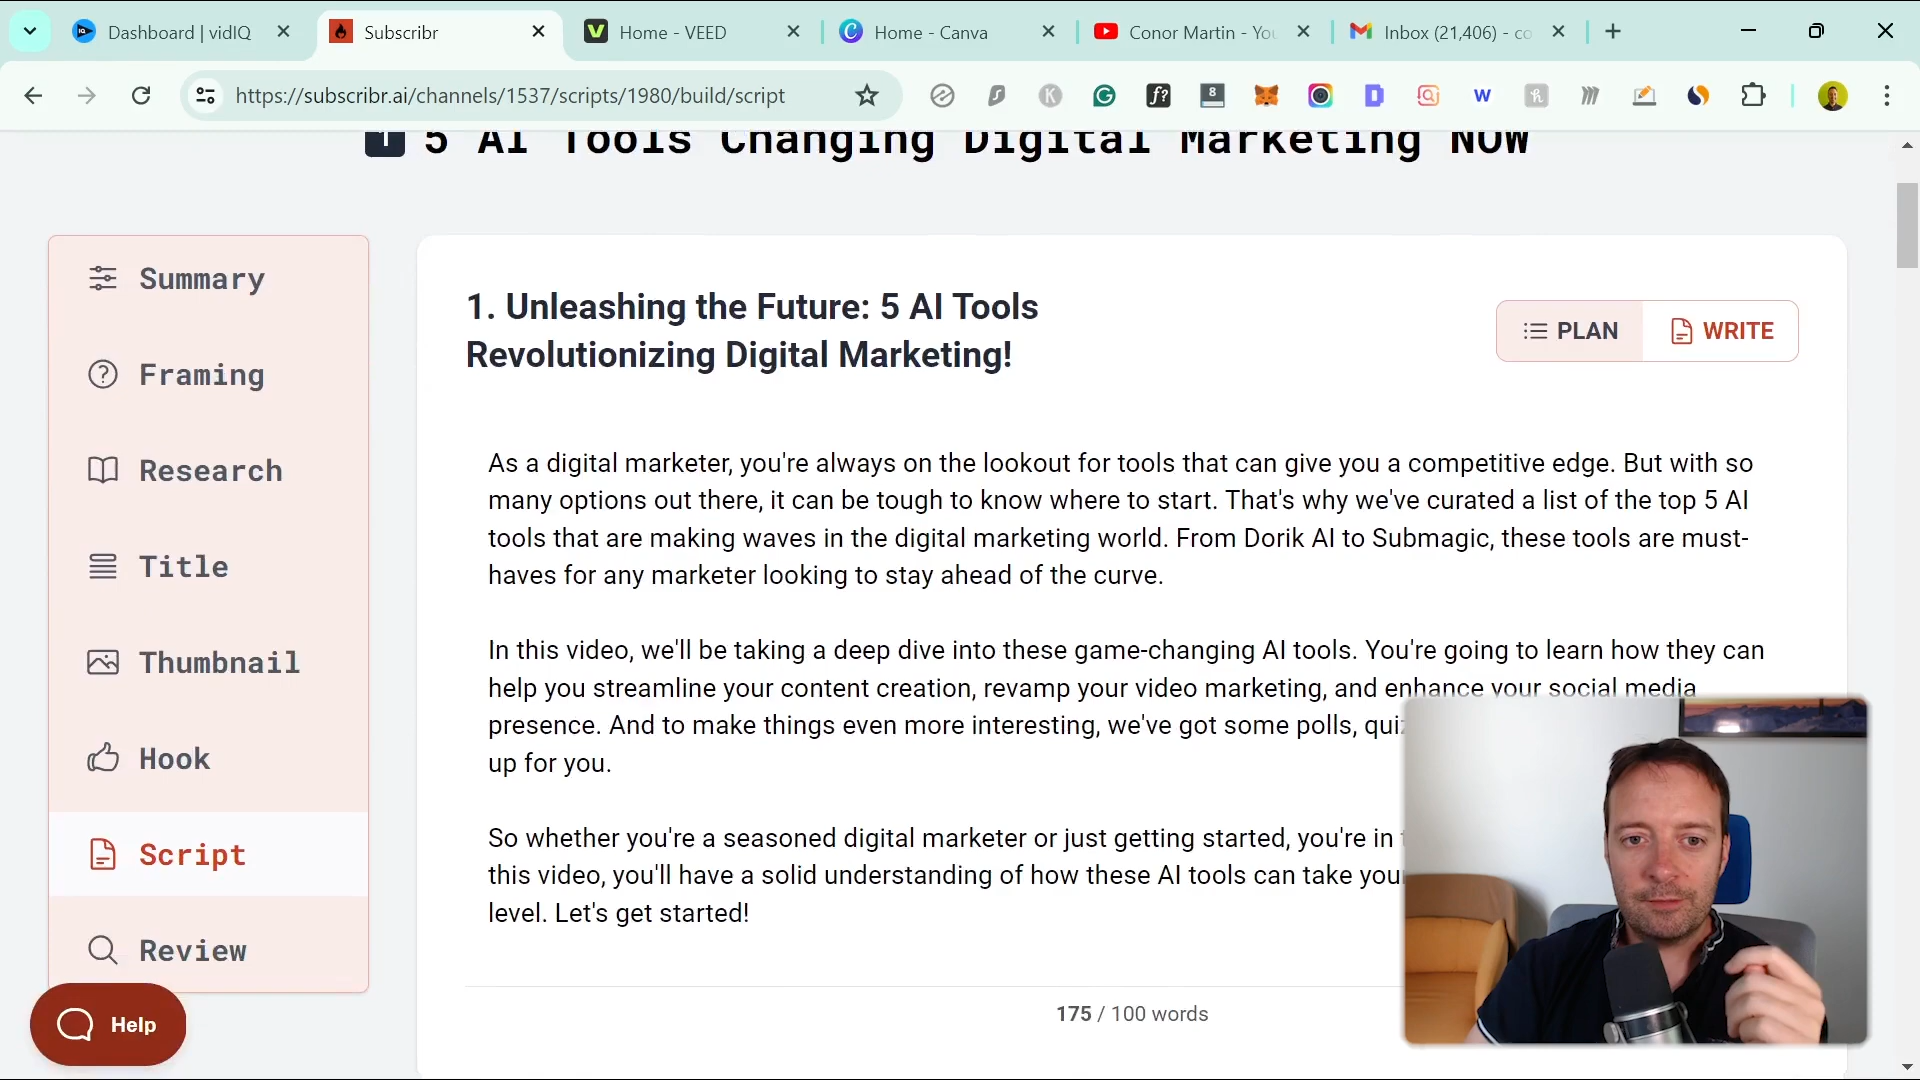 Dashboard | vidIQ
Subscribr
Home - VEED
Home - Canva
Conor Martin - You
Inbox (21,406) - co
https://subscribr.ai/channels/1537/scripts/1980/build/script
5 AI Tools Changing Digital Marketing NOW
Summary
Framing
Research
Title
Thumbnail
Hook
Script
Review
Help
1. Unleashing the Future: 5 AI Tools
Revolutionizing Digital Marketing!
PLAN
WRITE
As a digital marketer, you're always on the lookout for tools that can give you a competitive edge. But with so
many options out there, it can be tough to know where to start. That's why we've curated a list of the top 5 AI
tools that are making waves in the digital marketing world. From Dorik AI to Submagic, these tools are must-
haves for any marketer looking to stay ahead of the curve.
In this video, we'll be taking a deep dive into these game-changing AI tools. You're going to learn how they can
help you streamline your content creation, revamp your video marketing, and enhance your social media
presence. And to make things even more interesting, we've got some polls,
up for you.
So whether you're a seasoned digital marketer or just getting started, you're in
this video, you'll have a solid understanding of how these AI tools can take your
level. Let's get started!
175 / 100 words